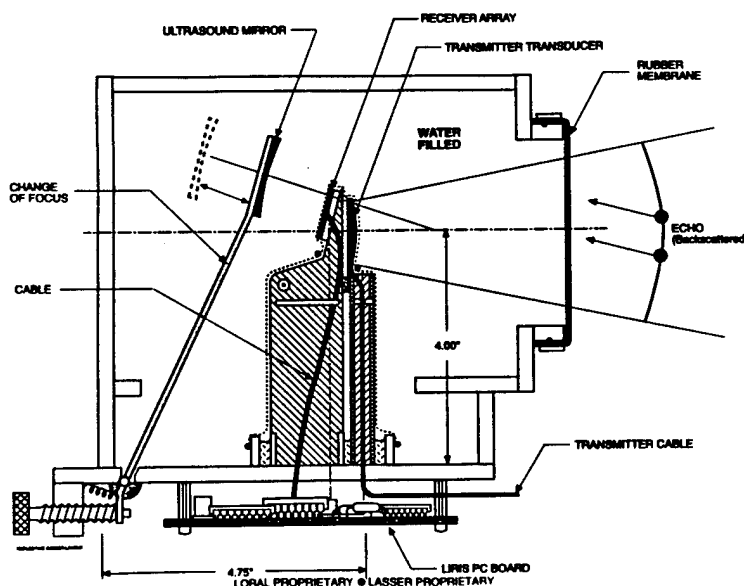 RECEIVER ARRAY
ULTRASOUND MIRROR
TRANSMITTER TRANSDUCER
RUBBER
MEMBRANE
WATER
FILLED
CHANGE
OF FOCUS
ECHO
(Backscattered)
CABLE
4.00"
TRANSMITTER CABLE
LIRIS PC BOARD
4.75"
LORAL PROPRIETARY LASSER PROPRIETARY